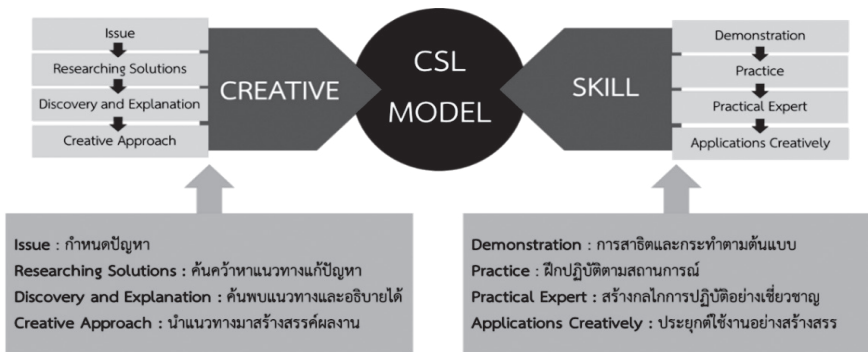 Issue
Researching Solutions
Discovery and Explanation
Creative Approach
CREATIVE
CSL
MODEL
SKILL
Demonstration
Practice
Practical Expert
Applications Creatively
Issue : กำหนดปัญหา
Researching Solutions : ค้นคว้าหาแนวทางแก้ปัญหา
Discovery and Explanation : ค้นพบแนวทางและอธิบายได้
Creative Approach : นำแนวทางมาสร้างสรรค์ผลงาน
Demonstration : การสาธิตและกระทำตามต้นแบบ
Practice : ฝึกปฏิบัติตามสถานการณ์
Practical Expert : สร้างกลไกการปฏิบัติอย่างเชี่ยวชาญ
Applications Creatively : ประยุกต์ใช้งานอย่างสร้างสรร